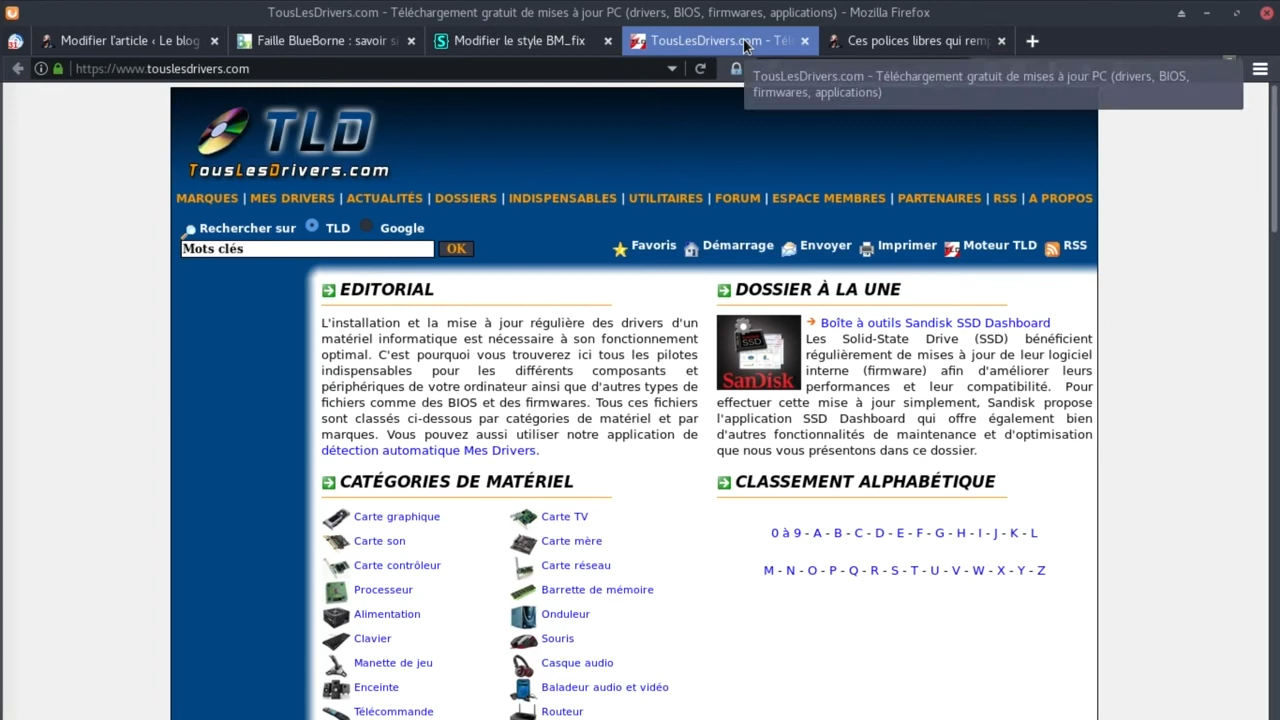 TousLesDrivers.com - Téléchargement gratuit de mises à jour PC (drivers, BIOS, firmwares, applications) - Mozilla Firefox
31
Modifier l'article ‹ Le blog
Faille BlueBorne : savoir si
Modifier le style BM_fix
TousLesDrivers.com - Télé
Ces polices libres qui remp
https://www.touslesdrivers.com
TousLesDrivers.com - Téléchargement gratuit de mises à jour PC (drivers, BIOS,
firmwares, applications)
TLD
TousLesDrivers.com
MARQUES | MES DRIVERS | ACTUALITÉS | DOSSIERS | INDISPENSABLES | UTILITAIRES | FORUM | ESPACE MEMBRES | PARTENAIRES | RSS | A PROPOS
Rechercher sur TLD Google
Mots clés OK
Favoris Démarrage Envoyer Imprimer Moteur TLD RSS
EDITORIAL
L'installation et la mise à jour régulière des drivers d'un
matériel informatique est nécessaire à son fonctionnement
optimal. C'est pourquoi vous trouverez ici tous les pilotes
indispensables pour les différents composants et
périphériques de votre ordinateur ainsi que d'autres types de
fichiers comme des BIOS et des firmwares. Tous ces fichiers
sont classés ci-dessous par catégories de matériel et par
marques. Vous pouvez aussi utiliser notre application de
détection automatique Mes Drivers.
DOSSIER À LA UNE
SSD
SanDisk
Boîte à outils Sandisk SSD Dashboard
Les Solid-State Drive (SSD) bénéficient
régulièrement de mises à jour de leur logiciel
interne (firmware) afin d'améliorer leurs
performances et leur compatibilité. Pour
effectuer cette mise à jour simplement, Sandisk propose
l'application SSD Dashboard qui offre également bien
d'autres fonctionnalités de maintenance et d'optimisation
que nous vous présentons dans ce dossier.
CATÉGORIES DE MATÉRIEL
Carte graphique
Carte TV
Carte son
Carte mère
Carte contrôleur
Carte réseau
Processeur
Barrette de mémoire
Alimentation
Onduleur
Clavier
Souris
Manette de jeu
Casque audio
Enceinte
Baladeur audio et vidéo
Télécommande
Routeur
CLASSEMENT ALPHABÉTIQUE
0 à 9 - A - B - C - D - E - F - G - H - I - J - K - L
M - N - O - P - Q - R - S - T - U - V - W - X - Y - Z